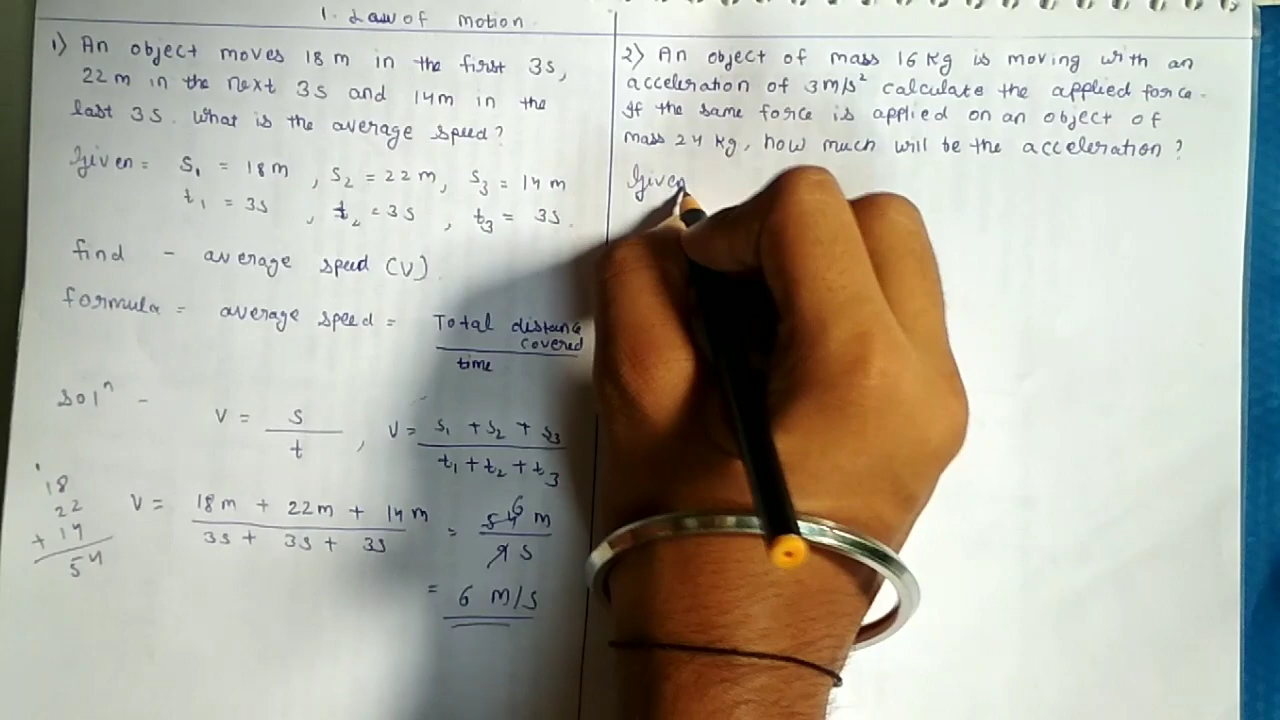 1. Law of motion
1) An object moves 18 m in the first 3s,
22 m in the next 3s and 14m in the
last 3s. What is the average speed?
Given = s₁ = 18m , s₂ = 22m, s₃ = 14m
t₁ = 3s , t₂ = 3s , t₃ = 3s.
find - average speed (v).
formula = average speed = Total distance
covered
time
solⁿ -
v = s , v = s₁ + s₂ + s3
t t₁ + t₂ + t3
18
22
+ 14
54
v = 18m + 22m + 14m = 54 6 m
3s + 3s + 3s 9 s
= 6 m/s
2) An object of mass 16 kg is moving with an
acceleration of 3 m/s² calculate the applied force.
If the same force is applied on an object of
mass 24 kg, how much will be the acceleration?
Given